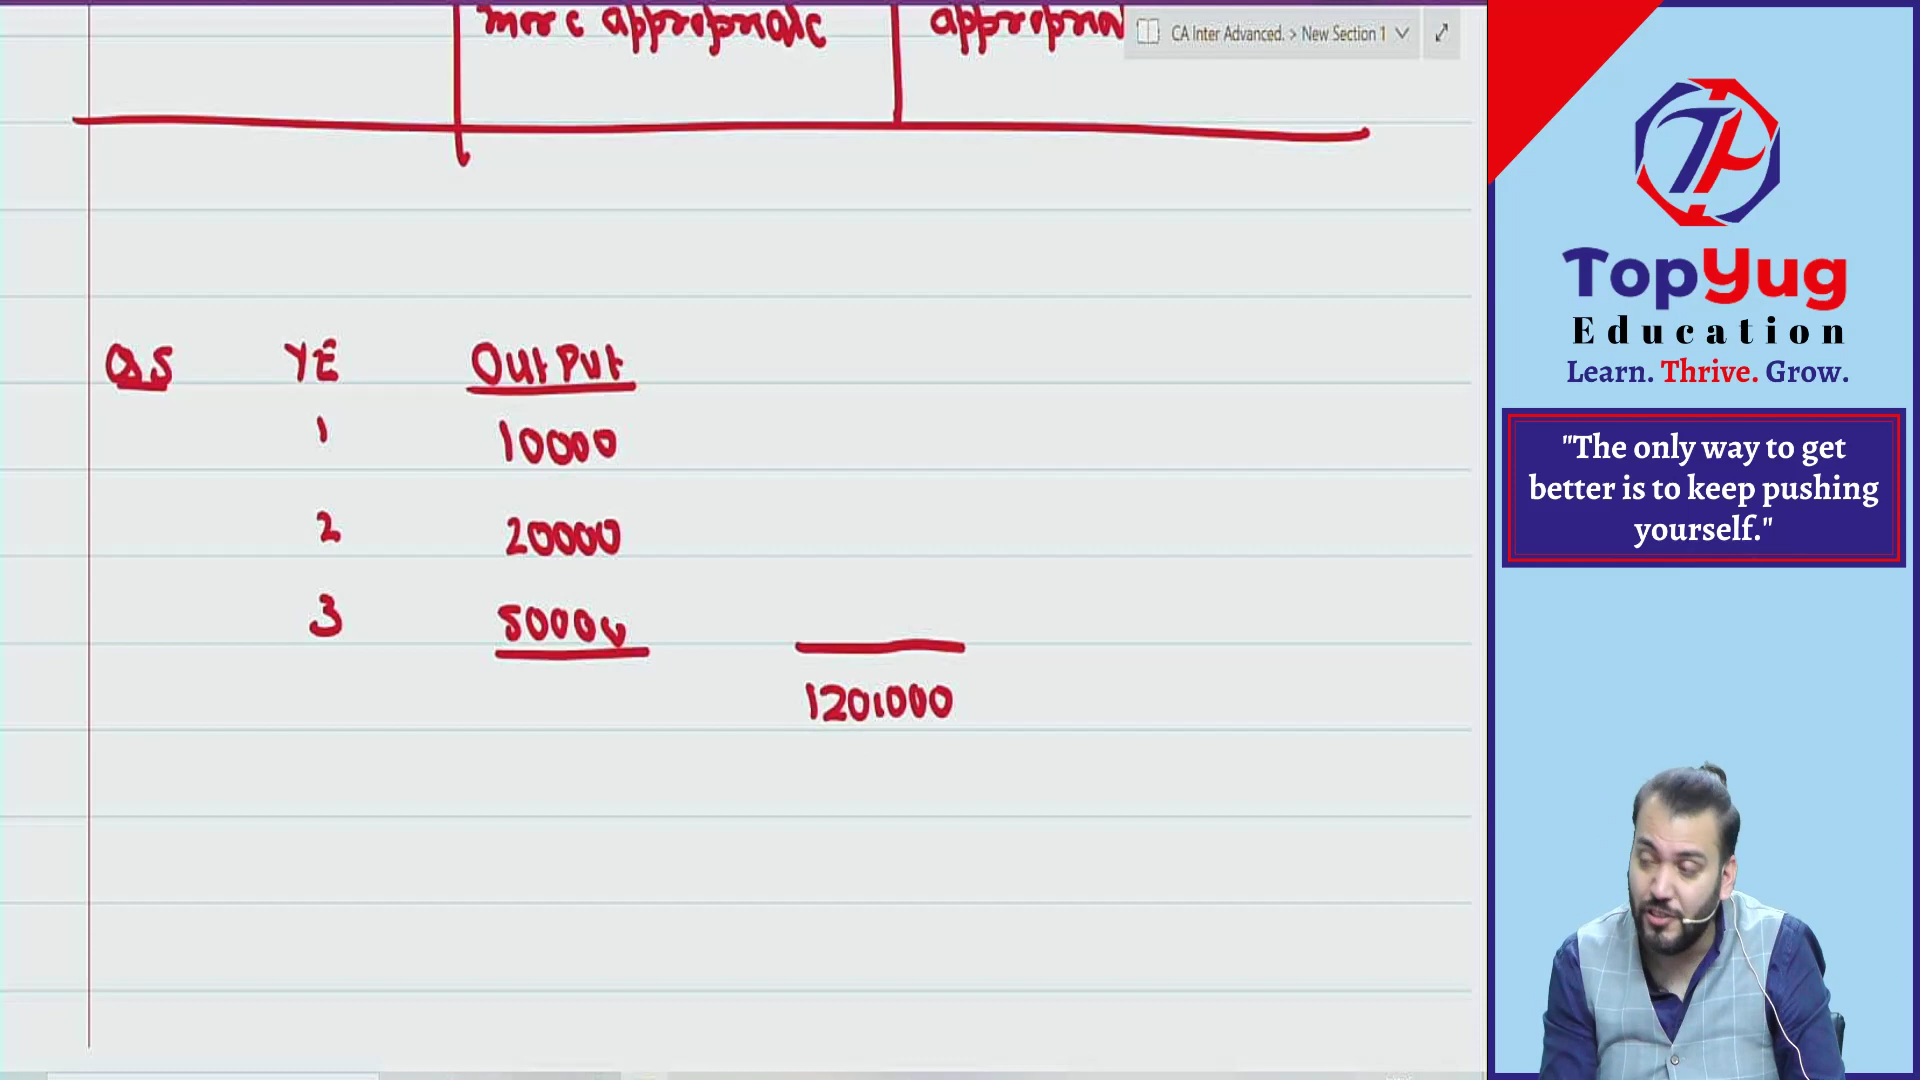 more appropriate
appropria
CA Inter Advanced. > New Section 1
Q5 YE Output
1 10000
2 20000
3 50000
1201000
TopYug
Education
Learn. Thrive. Grow.
"The only way to get
better is to keep pushing
yourself."